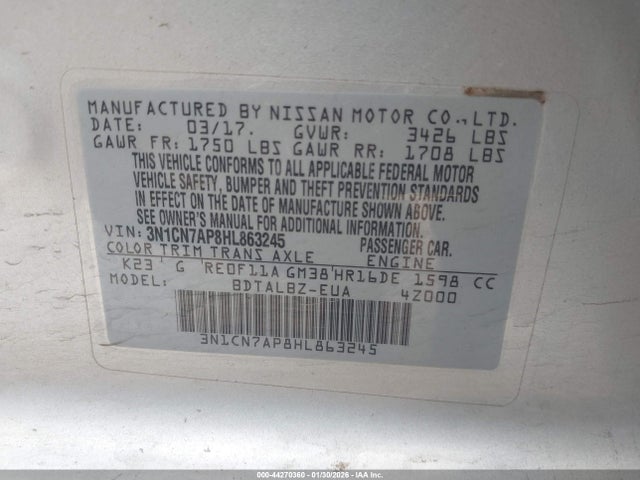 MANUFACTURED BY NISSAN MOTOR CO.,LTD.
DATE: 03/17. GVWR: 3426 LBS
GAWR FR: 1750 LBS GAWR RR: 1708 LBS
THIS VEHICLE CONFORMS TO ALL APPLICABLE FEDERAL MOTOR
VEHICLE SAFETY, BUMPER AND THEFT PREVENTION STANDARDS
IN EFFECT ON THE DATE OF MANUFACTURE SHOWN ABOVE.
SEE OWNER'S MANUAL FOR ADDITIONAL INFORMATION.
VIN: 3N1CN7AP8HL863245 PASSENGER CAR.
COLOR TRIM TRANS AXLE ENGINE
K23 G RE0F11A GM38 HR16DE 1598 CC
MODEL: BDTALBZ-EUA 4Z000
3N1CN7AP8HL863245
000-44270360 - 01/30/2026 - IAA Inc.